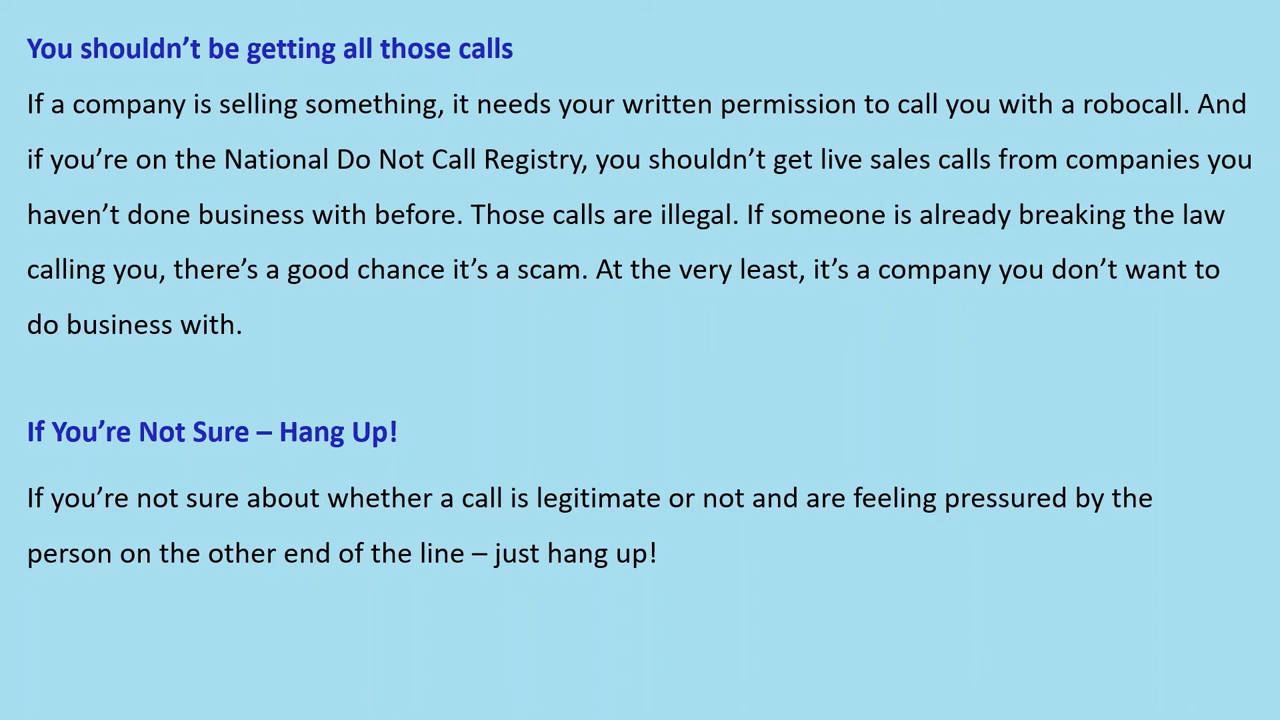 You shouldn’t be getting all those calls
If a company is selling something, it needs your written permission to call you with a robocall. And
if you’re on the National Do Not Call Registry, you shouldn’t get live sales calls from companies you
haven’t done business with before. Those calls are illegal. If someone is already breaking the law
calling you, there’s a good chance it’s a scam. At the very least, it’s a company you don’t want to
do business with.
If You’re Not Sure – Hang Up!
If you’re not sure about whether a call is legitimate or not and are feeling pressured by the
person on the other end of the line – just hang up!